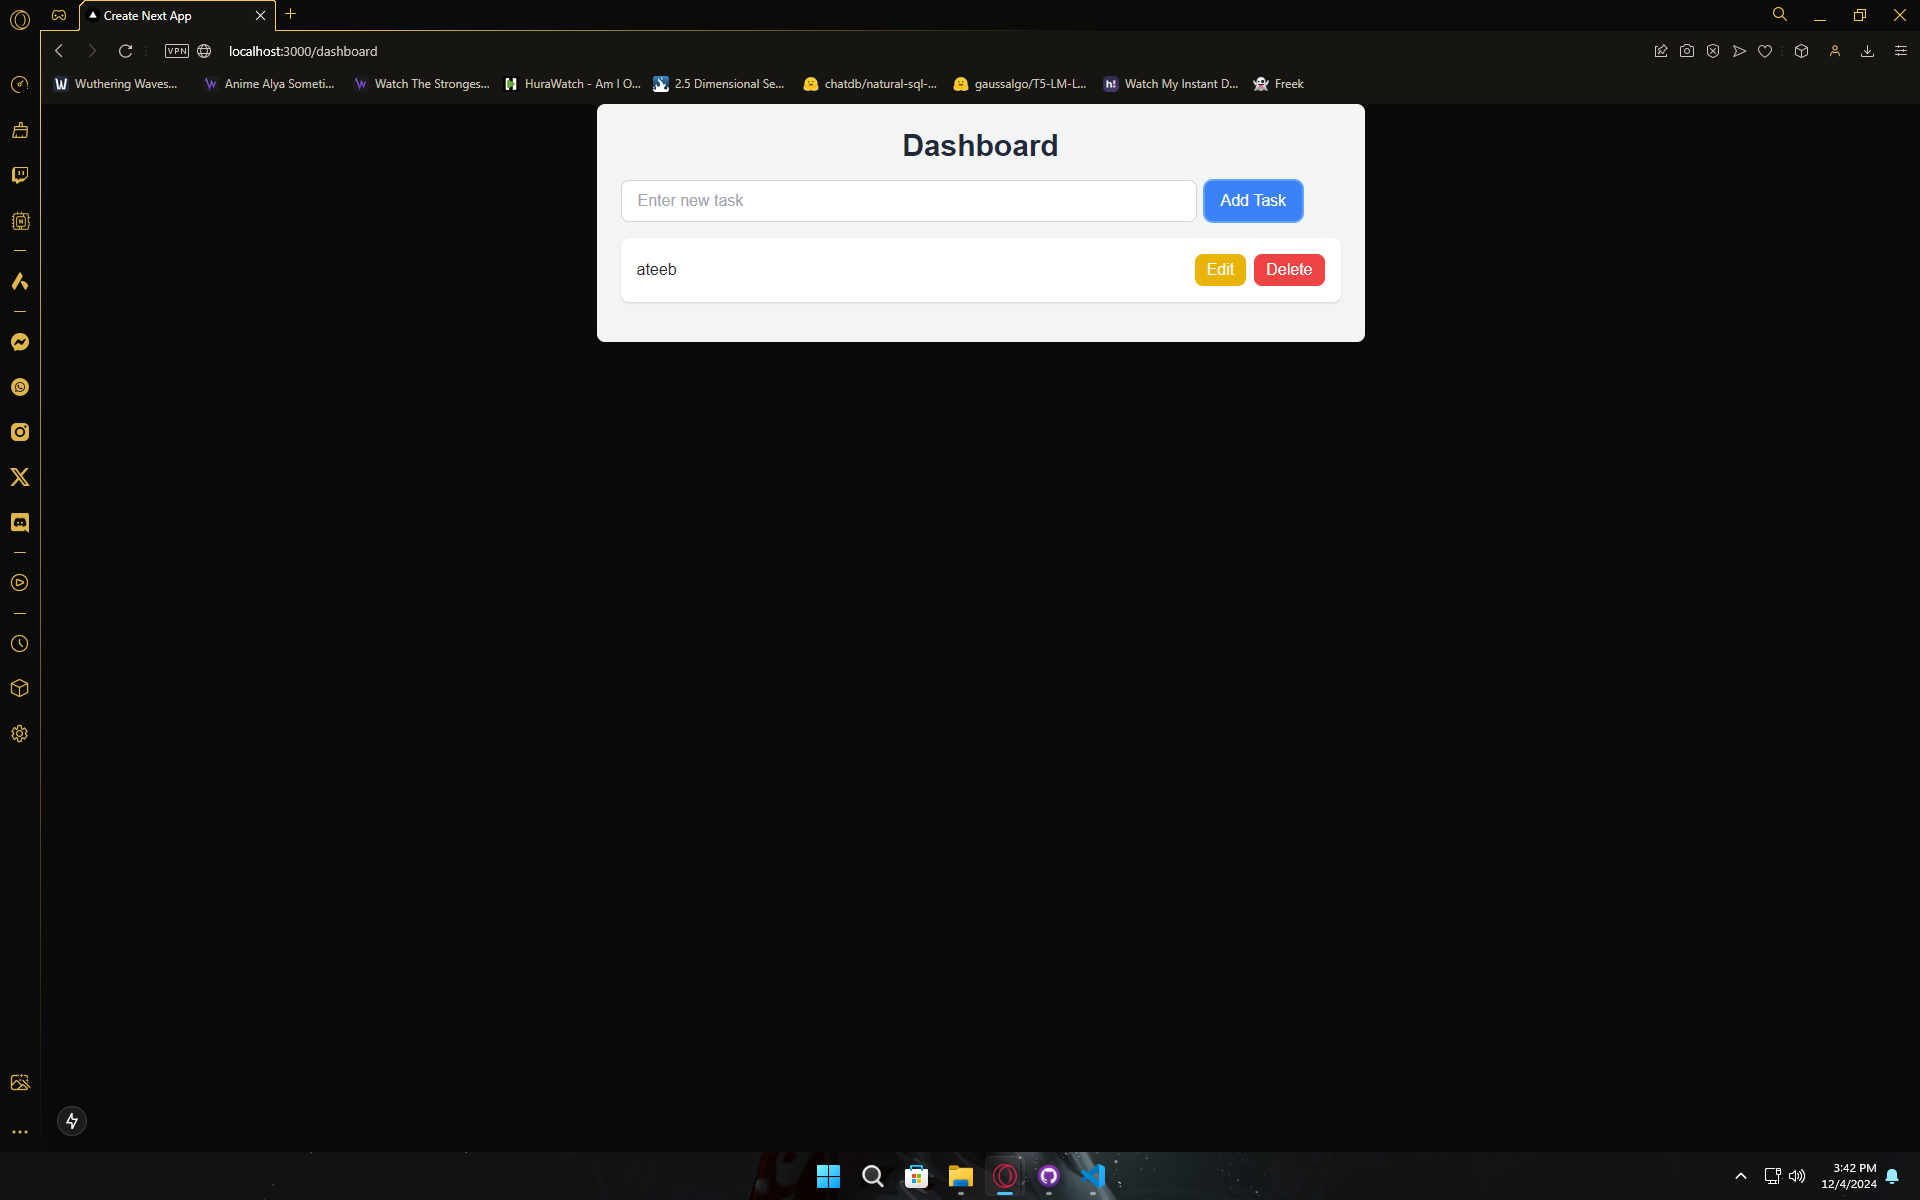 Create Next App
VPN
localhost:3000/dashboard
W Wuthering Waves...
Anime Alya Someti...
Watch The Stronges...
HuraWatch - Am I O...
2.5 Dimensional Se...
chatdb/natural-sql-...
gaussalgo/T5-LM-L...
h! Watch My Instant D...
Freek
Dashboard
Enter new task
Add Task
ateeb
Edit
Delete
3:42 PM
12/4/2024